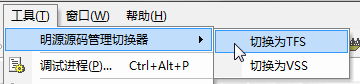 工具(T) 窗口(W) 帮助(H)
明源源码管理切换器 切换为TFS
调试进程(P)... Ctrl+Alt+P 切换为VSS